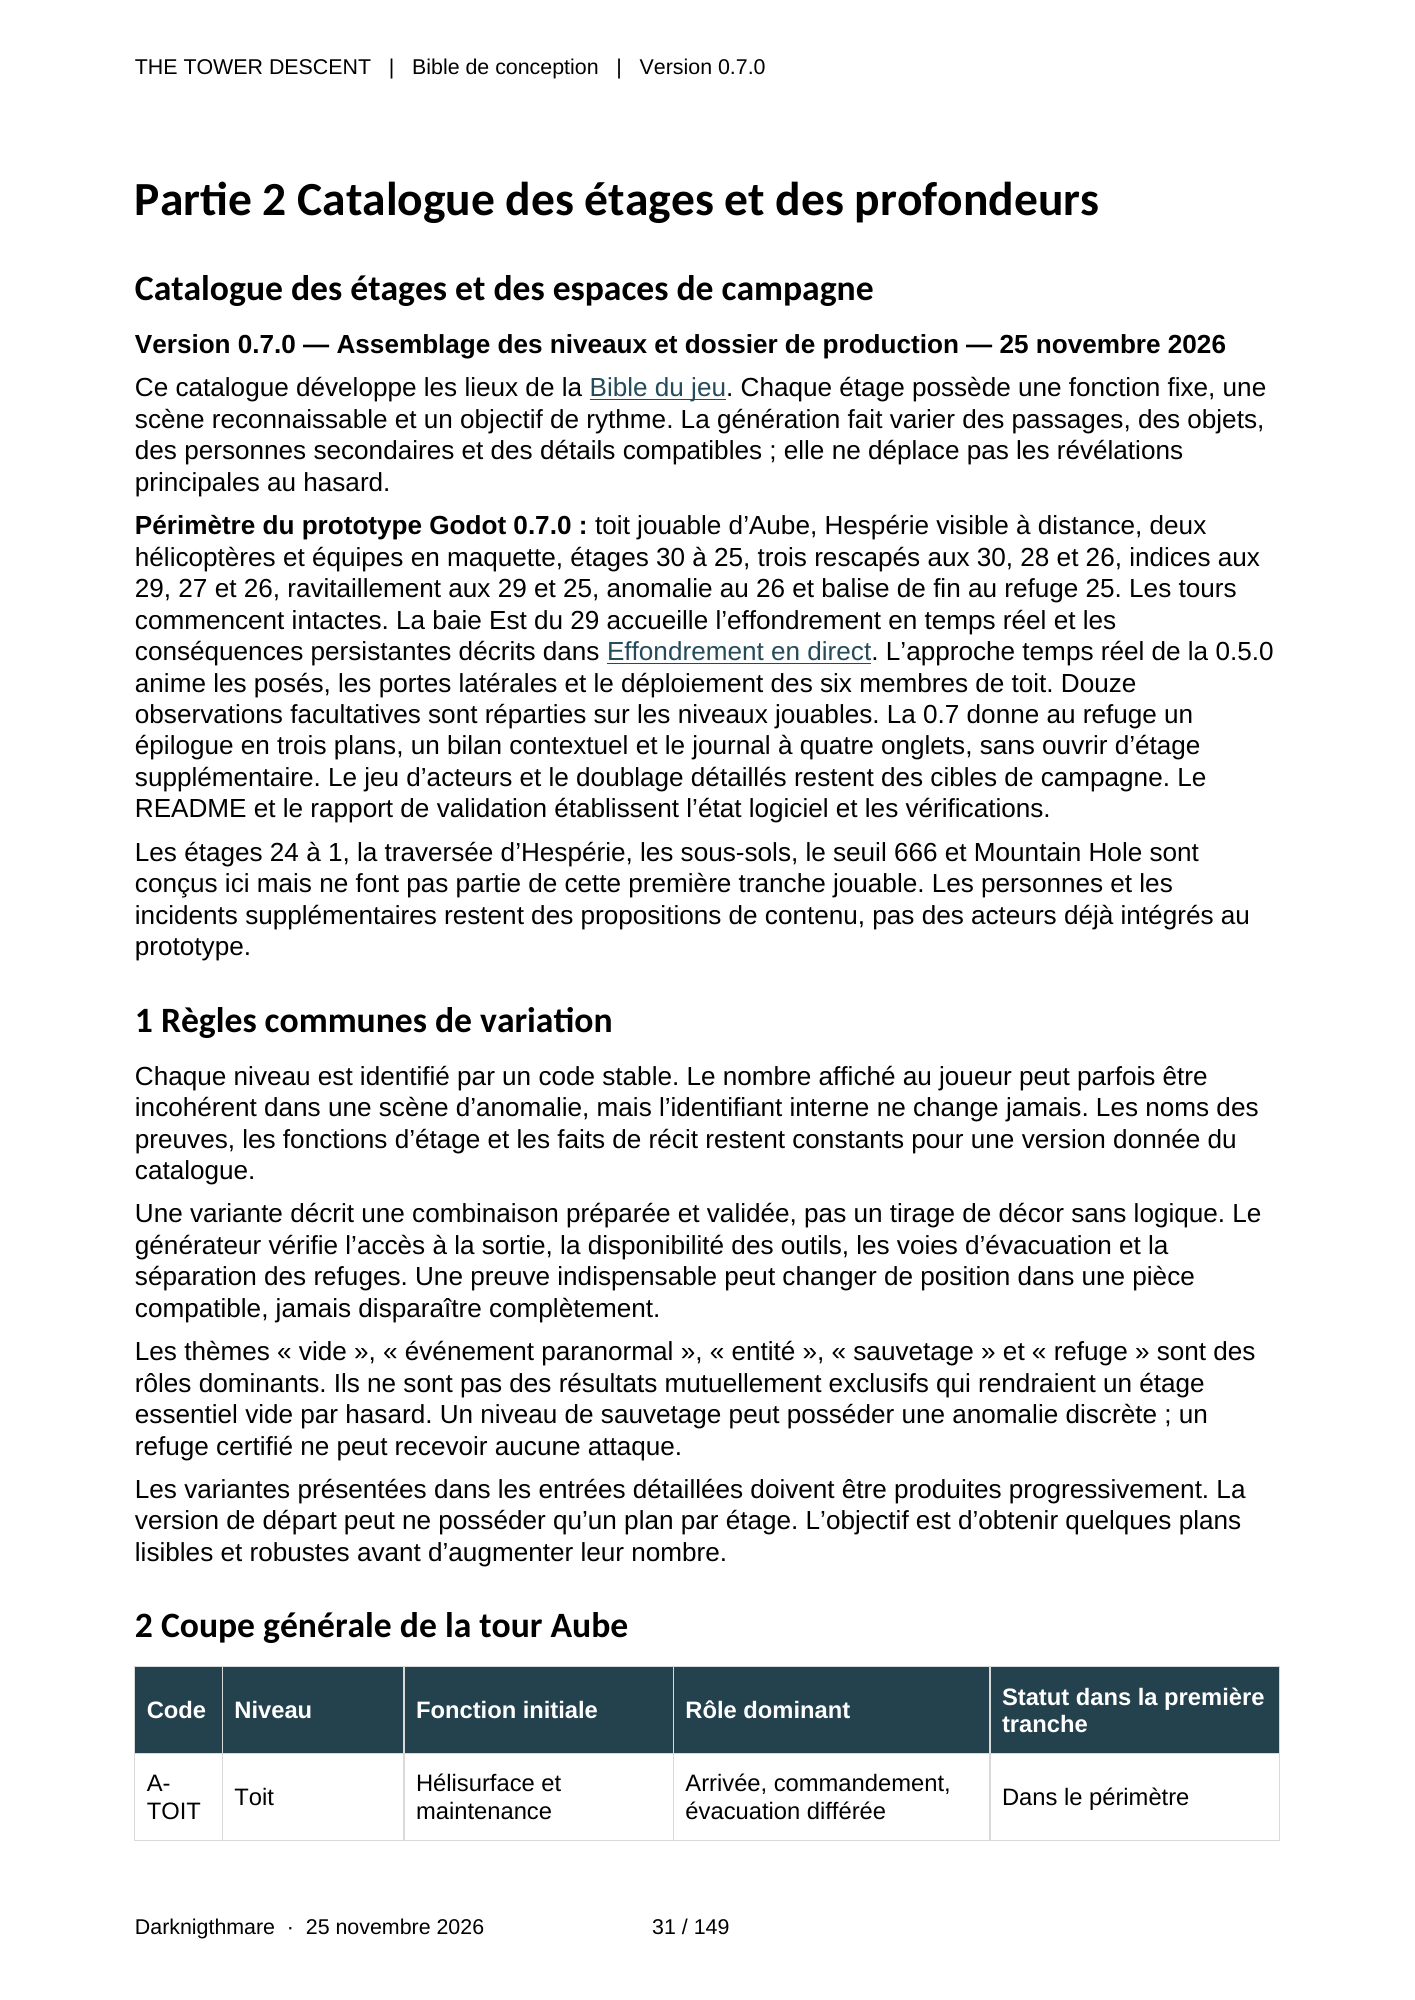 THE TOWER DESCENT | Bible de conception | Version 0.7.0
Partie 2 Catalogue des étages et des profondeurs
Catalogue des étages et des espaces de campagne
Version 0.7.0 — Assemblage des niveaux et dossier de production — 25 novembre 2026
Ce catalogue développe les lieux de la Bible du jeu. Chaque étage possède une fonction fixe, une
scène reconnaissable et un objectif de rythme. La génération fait varier des passages, des objets,
des personnes secondaires et des détails compatibles ; elle ne déplace pas les révélations
principales au hasard.
Périmètre du prototype Godot 0.7.0 : toit jouable d’Aube, Hespérie visible à distance, deux
hélicoptères et équipes en maquette, étages 30 à 25, trois rescapés aux 30, 28 et 26, indices aux
29, 27 et 26, ravitaillement aux 29 et 25, anomalie au 26 et balise de fin au refuge 25. Les tours
commencent intactes. La baie Est du 29 accueille l’effondrement en temps réel et les
conséquences persistantes décrits dans Effondrement en direct. L’approche temps réel de la 0.5.0
anime les posés, les portes latérales et le déploiement des six membres de toit. Douze
observations facultatives sont réparties sur les niveaux jouables. La 0.7 donne au refuge un
épilogue en trois plans, un bilan contextuel et le journal à quatre onglets, sans ouvrir d’étage
supplémentaire. Le jeu d’acteurs et le doublage détaillés restent des cibles de campagne. Le
README et le rapport de validation établissent l’état logiciel et les vérifications.
Les étages 24 à 1, la traversée d’Hespérie, les sous-sols, le seuil 666 et Mountain Hole sont
conçus ici mais ne font pas partie de cette première tranche jouable. Les personnes et les
incidents supplémentaires restent des propositions de contenu, pas des acteurs déjà intégrés au
prototype.
1 Règles communes de variation
Chaque niveau est identifié par un code stable. Le nombre affiché au joueur peut parfois être
incohérent dans une scène d’anomalie, mais l’identifiant interne ne change jamais. Les noms des
preuves, les fonctions d’étage et les faits de récit restent constants pour une version donnée du
catalogue.
Une variante décrit une combinaison préparée et validée, pas un tirage de décor sans logique. Le
générateur vérifie l’accès à la sortie, la disponibilité des outils, les voies d’évacuation et la
séparation des refuges. Une preuve indispensable peut changer de position dans une pièce
compatible, jamais disparaître complètement.
Les thèmes « vide », « événement paranormal », « entité », « sauvetage » et « refuge » sont des
rôles dominants. Ils ne sont pas des résultats mutuellement exclusifs qui rendraient un étage
essentiel vide par hasard. Un niveau de sauvetage peut posséder une anomalie discrète ; un
refuge certifié ne peut recevoir aucune attaque.
Les variantes présentées dans les entrées détaillées doivent être produites progressivement. La
version de départ peut ne posséder qu’un plan par étage. L’objectif est d’obtenir quelques plans
lisibles et robustes avant d’augmenter leur nombre.
2 Coupe générale de la tour Aube
Code Niveau Fonction initiale Rôle dominant Statut dans la première
tranche
A-
TOIT Toit Hélisurface et
maintenance Arrivée, commandement,
évacuation différée Dans le périmètre
Darknigthmare · 25 novembre 2026 31 / 149